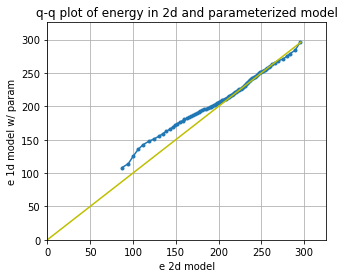 q-q plot of energy in 2d and parameterized model
e 1d model w/ param
300
250
200
150
100
50
0
0 50 100 150 200 250 300
e 2d model